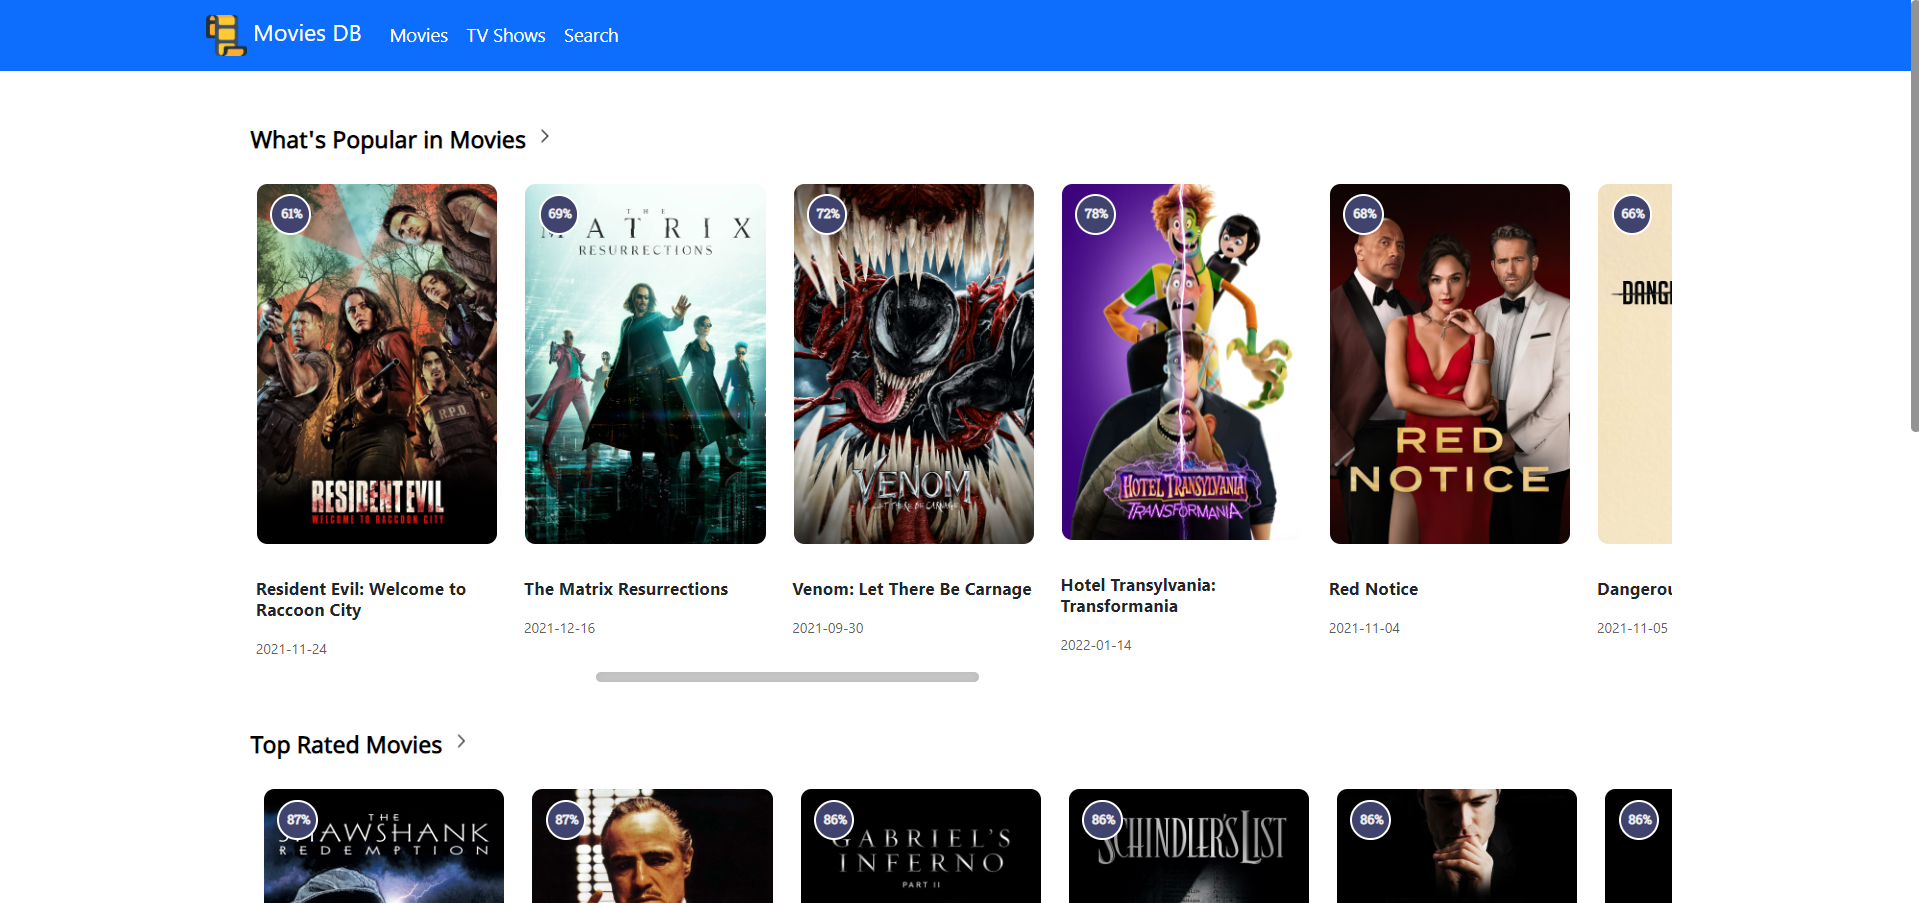 Movies DB
Movies
TV Shows
Search
What's Popular in Movies
61%
69%
72%
78%
68%
66%
R.P.D.
RESIDENT EVIL
WELCOME TO RACCOON CITY
THE
MATRIX
RESURRECTIONS
VENOM
LET THERE BE CARNAGE
HOTEL TRANSYLVANIA
TRANSFORMANIA
RED
NOTICE
DANG
Resident Evil: Welcome to
Raccoon City
2021-11-24
The Matrix Resurrections
2021-12-16
Venom: Let There Be Carnage
2021-09-30
Hotel Transylvania:
Transformania
2022-01-14
Red Notice
2021-11-04
Dangerou
2021-11-05
Top Rated Movies
87%
87%
86%
86%
86%
86%
THE
SHAWSHANK
REDEMPTION
GABRIEL'S
INFERNO
PART II
SCHINDLER'S LIST